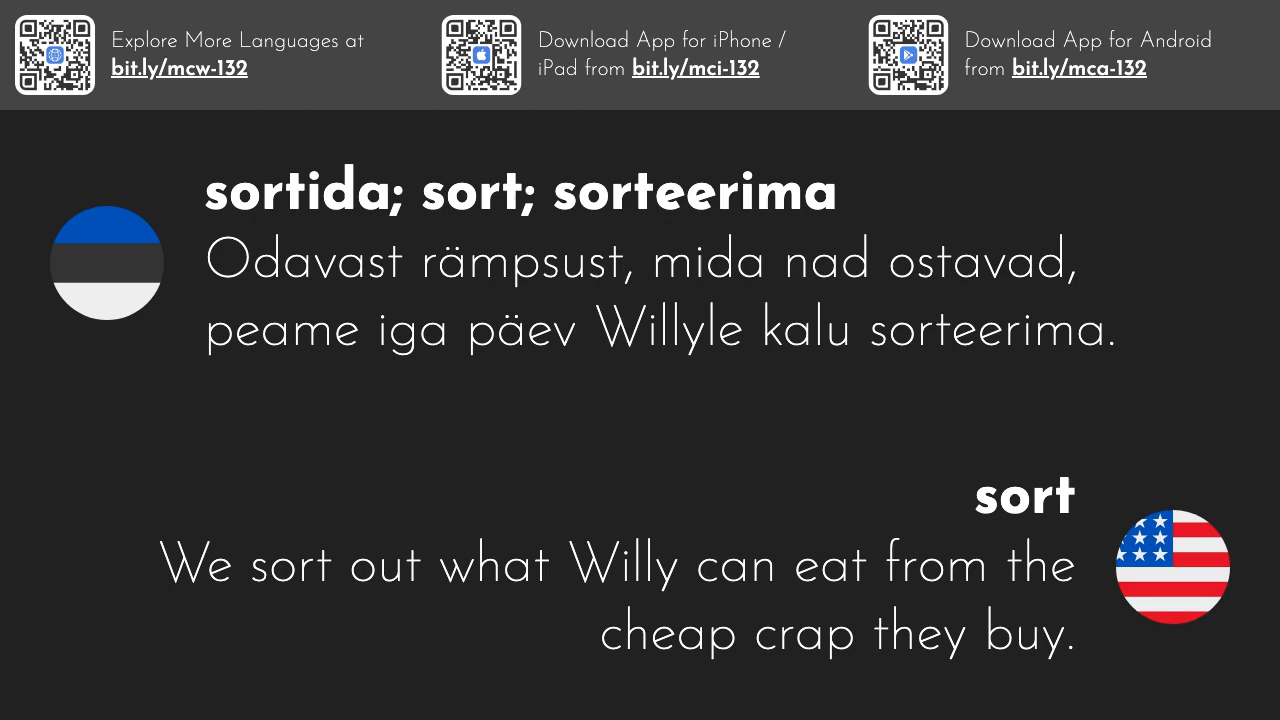 Explore More Languages at
bit.ly/mcw-132
Download App for iPhone /
iPad from bit.ly/mci-132
Download App for Android
from bit.ly/mca-132
sortida; sort; sorteerima
Odavast rämpsust, mida nad ostavad,
peame iga päev Willyle kalu sorteerima.
sort
We sort out what Willy can eat from the
cheap crap they buy.